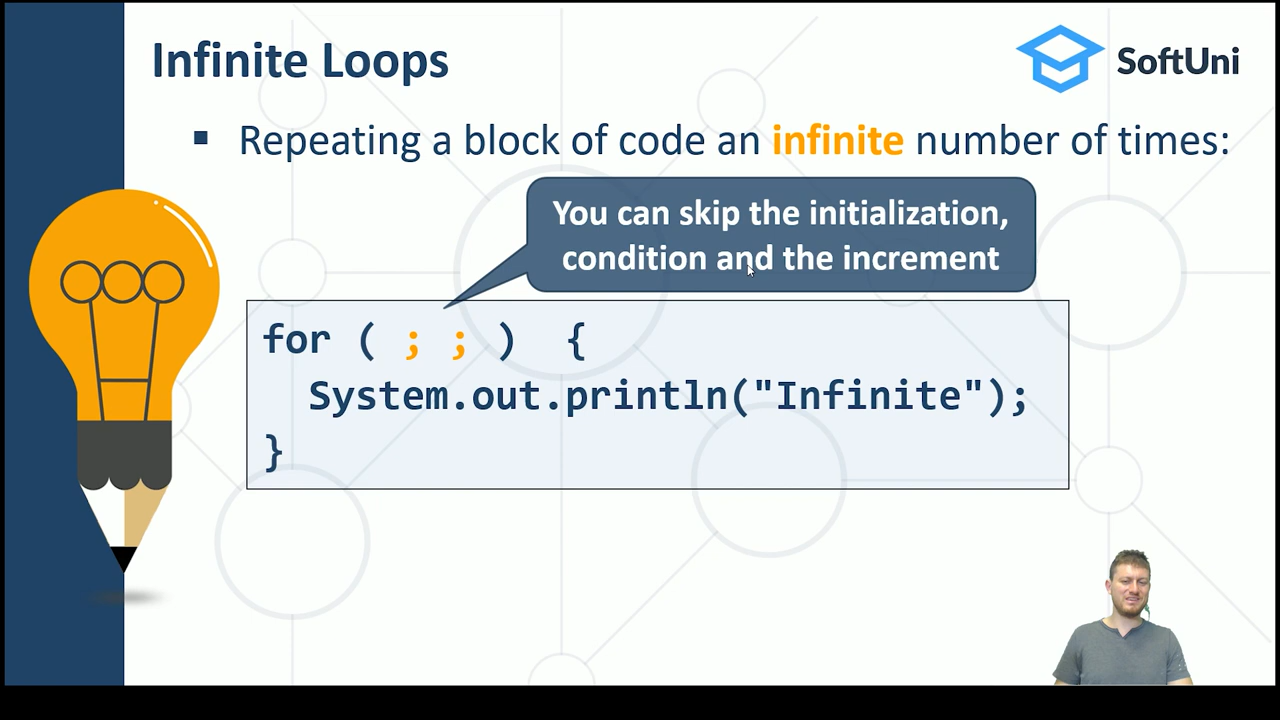 Infinite Loops
SoftUni
▪ Repeating a block of code an infinite number of times:
You can skip the initialization,
condition and the increment
for ( ; ; )  {
  System.out.println("Infinite");
}